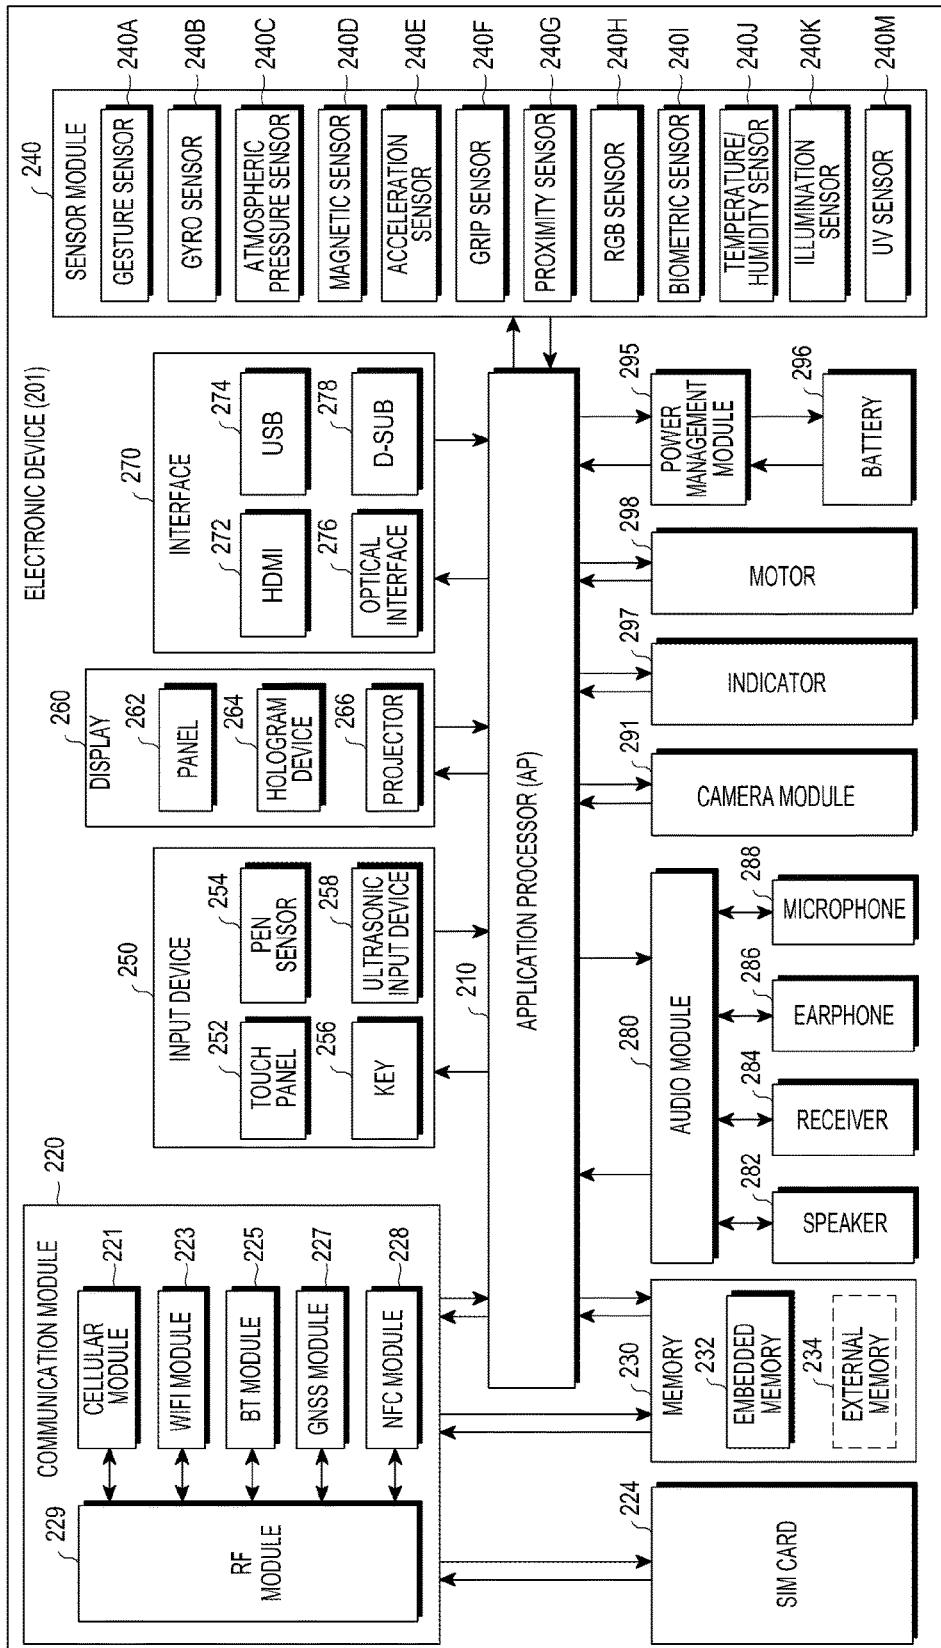 ELECTRONIC DEVICE (201)
COMMUNICATION MODULE
220
229
RF
MODULE
CELLULAR
MODULE
221
WIFI MODULE
223
BT MODULE
225
GNSS MODULE
227
NFC MODULE
228
INPUT DEVICE
250
TOUCH
PANEL
252
PEN
SENSOR
254
KEY
256
ULTRASONIC
INPUT DEVICE
258
DISPLAY
260
PANEL
262
HOLOGRAM
DEVICE
264
PROJECTOR
266
INTERFACE
270
HDMI
272
USB
274
OPTICAL
INTERFACE
276
D-SUB
278
SENSOR MODULE
240
GESTURE SENSOR
240A
GYRO SENSOR
240B
ATMOSPHERIC
PRESSURE SENSOR
240C
MAGNETIC SENSOR
240D
ACCELERATION
SENSOR
240E
GRIP SENSOR
240F
PROXIMITY SENSOR
240G
RGB SENSOR
240H
BIOMETRIC SENSOR
240I
TEMPERATURE/
HUMIDITY SENSOR
240J
ILLUMINATION
SENSOR
240K
UV SENSOR
240M
210
APPLICATION PROCESSOR (AP)
SIM CARD
224
MEMORY
230
EMBEDDED
MEMORY
232
EXTERNAL
MEMORY
234
AUDIO MODULE
280
SPEAKER
282
RECEIVER
284
EARPHONE
286
MICROPHONE
288
CAMERA MODULE
291
INDICATOR
297
MOTOR
298
POWER
MANAGEMENT
MODULE
295
BATTERY
296